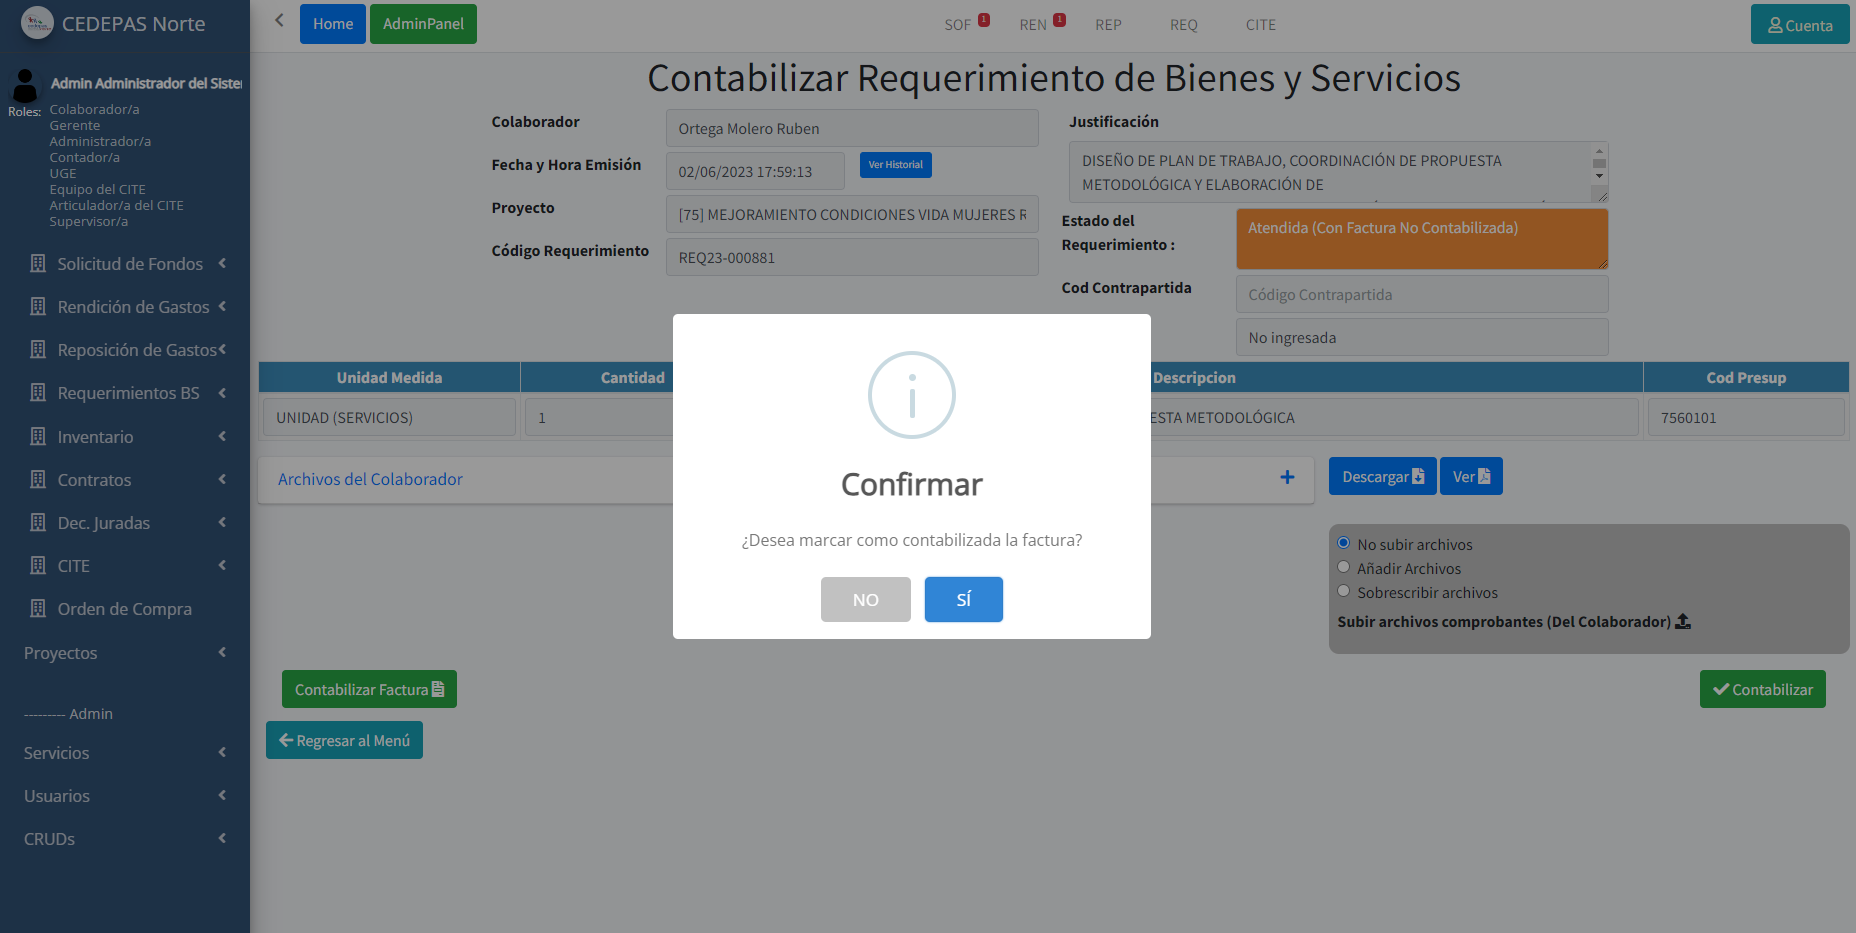 CEDEPAS Norte
Admin Administrador del Sister
Roles:
Colaborador/a
Gerente
Administrador/a
Contador/a
UGE
Equipo del CITE
Articulador/a del CITE
Supervisor/a
Solicitud de Fondos
Rendición de Gastos
Reposición de Gastos
Requerimientos BS
Inventario
Contratos
Dec. Juradas
CITE
Orden de Compra
Proyectos
--------- Admin
Servicios
Usuarios
CRUDs
Home
AdminPanel
SOF 1
REN 1
REP
REQ
CITE
Cuenta
Contabilizar Requerimiento de Bienes y Servicios
Colaborador
Ortega Molero Ruben
Fecha y Hora Emisión
02/06/2023 17:59:13
Ver Historial
Proyecto
[75] MEJORAMIENTO CONDICIONES VIDA MUJERES R
Código Requerimiento
REQ23-000881
Justificación
DISEÑO DE PLAN DE TRABAJO, COORDINACIÓN DE PROPUESTA
METODOLÓGICA Y ELABORACIÓN DE
Estado del
Requerimiento :
Atendida (Con Factura No Contabilizada)
Cod Contrapartida
Código Contrapartida
No ingresada
Unidad Medida
Cantidad
Descripcion
Cod Presup
UNIDAD (SERVICIOS)
1
ESTA METODOLÓGICA
7560101
Archivos del Colaborador
Descargar
Ver
No subir archivos
Añadir Archivos
Sobrescribir archivos
Subir archivos comprobantes (Del Colaborador)
Contabilizar Factura
Contabilizar
Regresar al Menú
Confirmar
¿Desea marcar como contabilizada la factura?
NO
SÍ